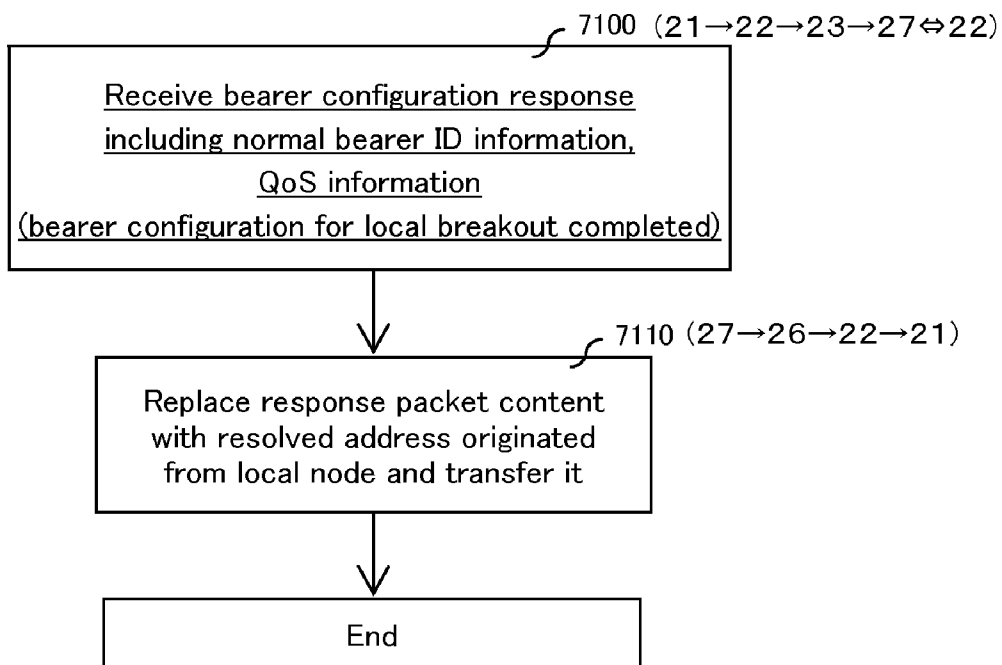 7100 (21→22→23→27⇔22)
Receive bearer configuration response
including normal bearer ID information,
QoS information
(bearer configuration for local breakout completed)
7110 (27→26→22→21)
Replace response packet content
with resolved address originated
from local node and transfer it
End